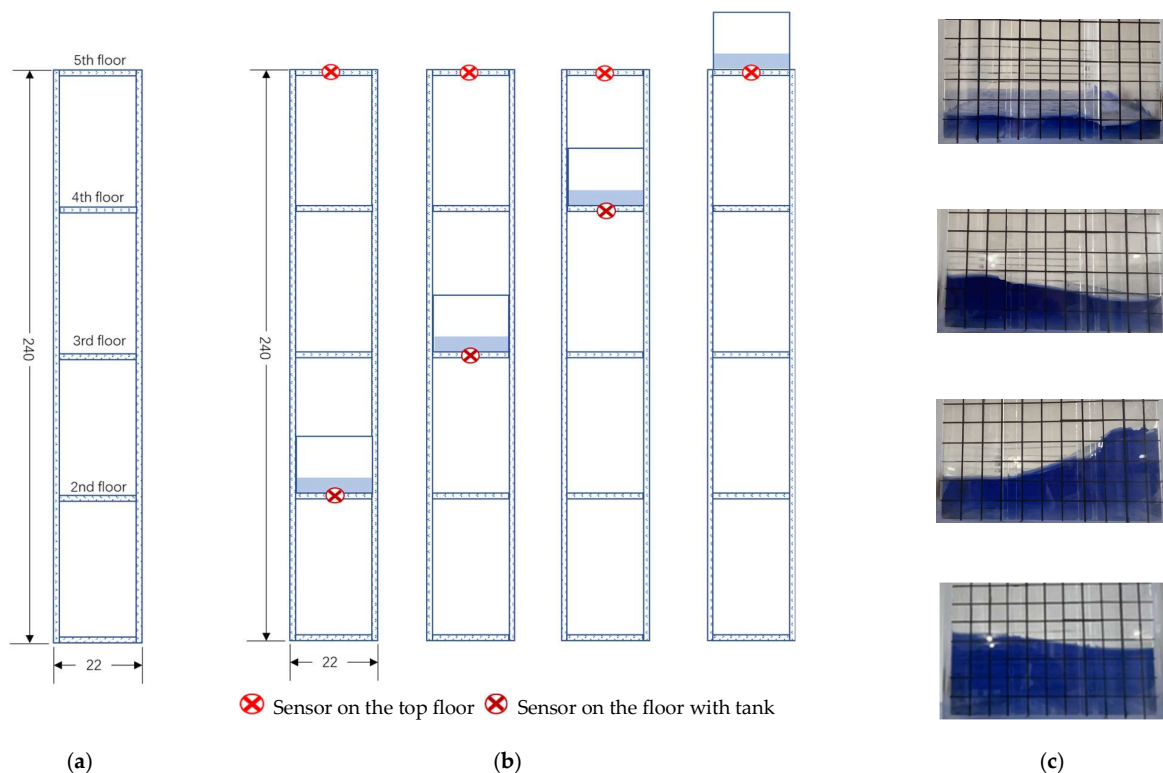 5th floor
4th floor
3rd floor
2nd floor
240
22
240
22
Sensor on the top floor Sensor on the floor with tank
(a)
(b)
(c)